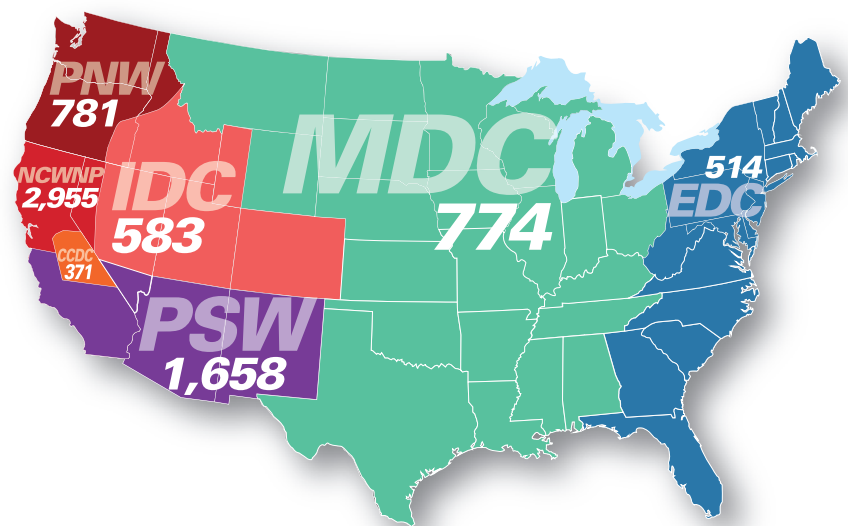 PNW
781
MDC
774
NCWNP
2,955
IDC
583
514
EDC
CCDC
371
PSW
1,658